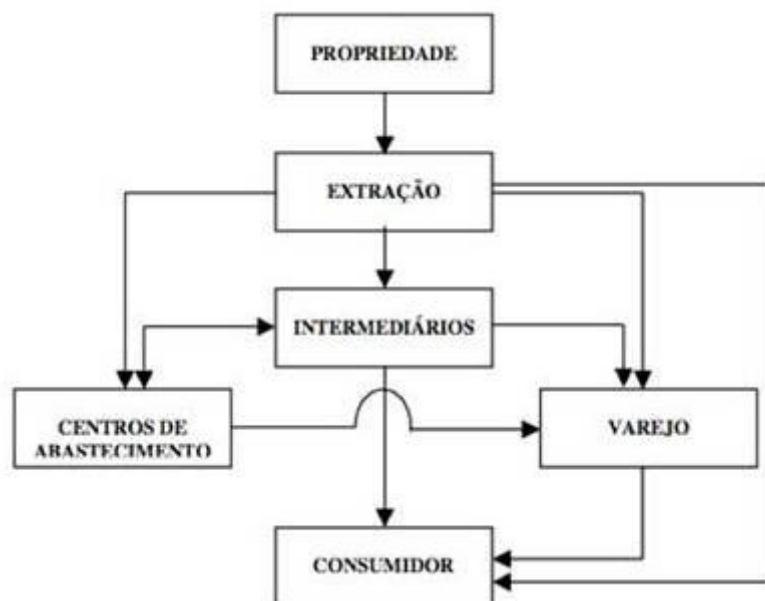 PROPRIEDADE
EXTRAÇÃO
INTERMEDIÁRIOS
CENTROS DE
ABASTECIMENTO
VAREJO
CONSUMIDOR